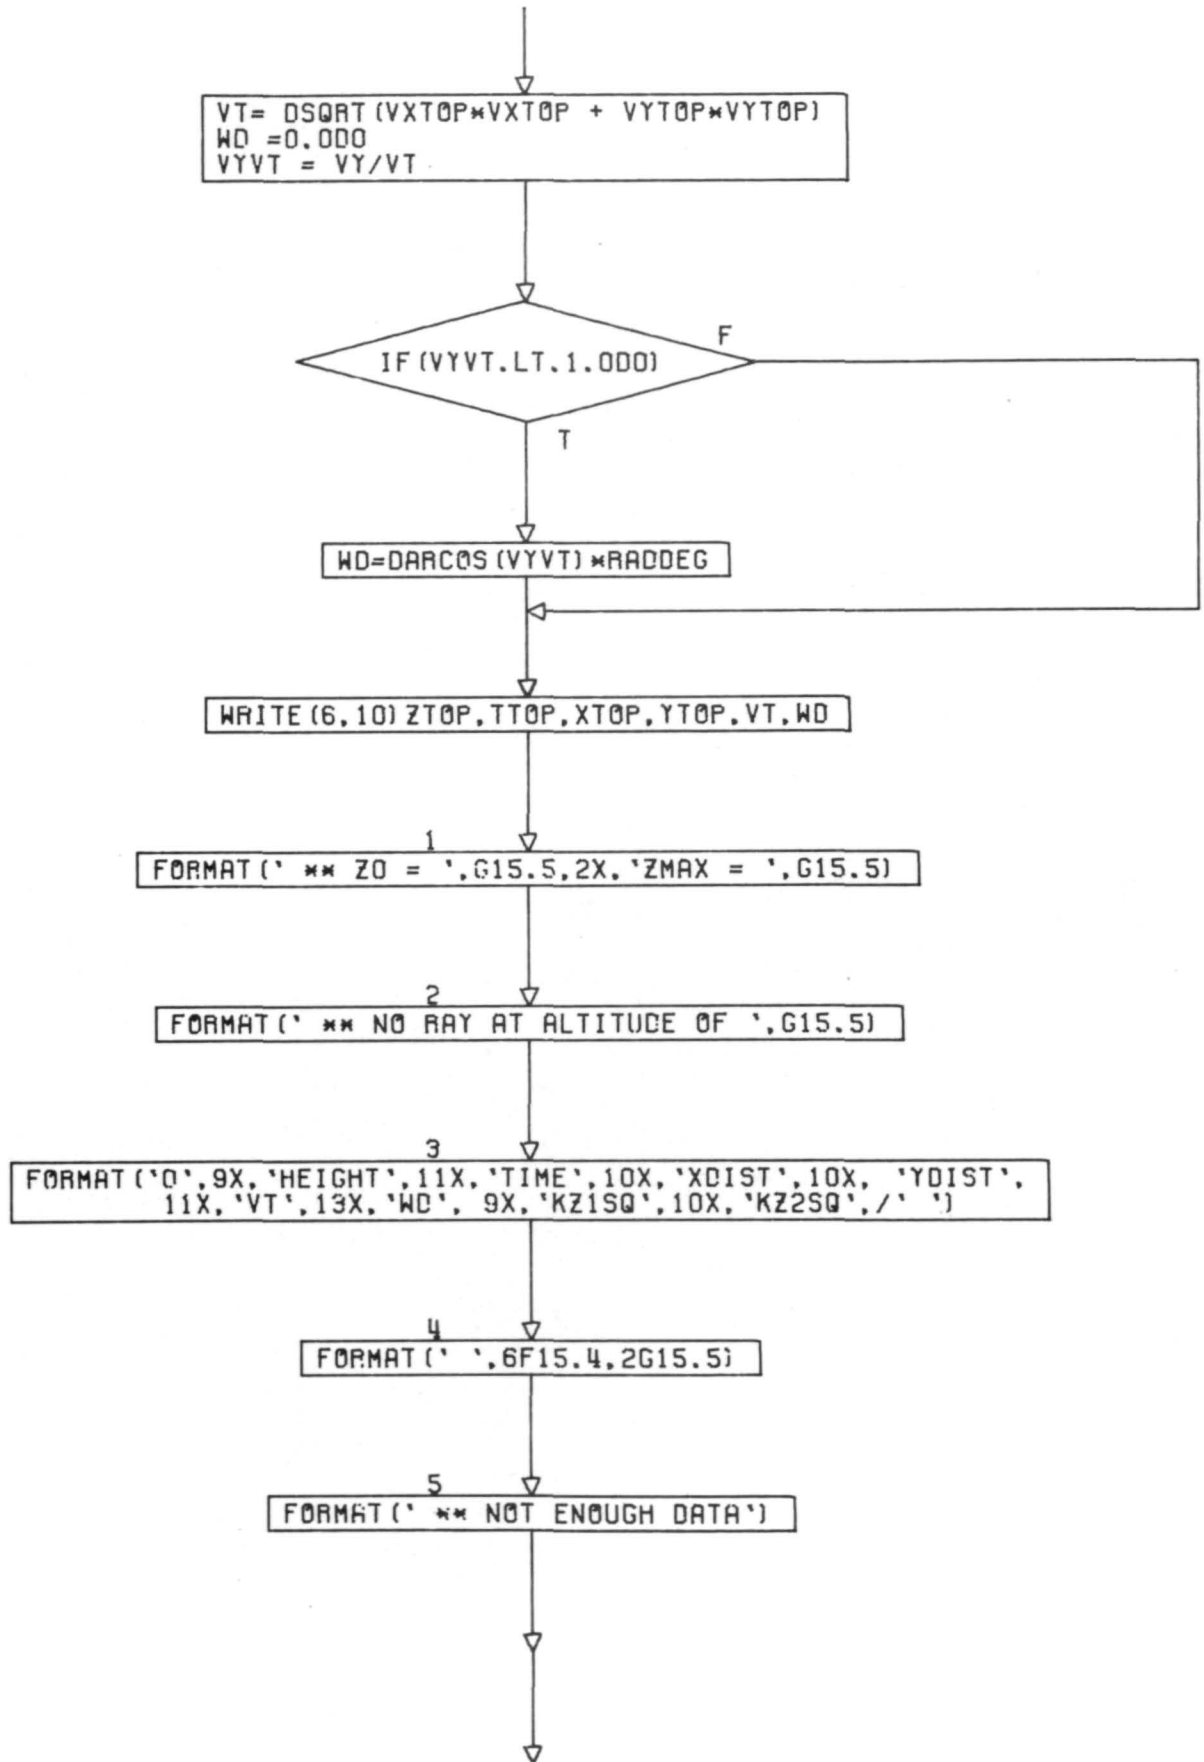 VT= DSQRT(VXTOP*VXTOP + VYTOP*VYTOP)
WD =0.0D0
VYVT = VY/VT
F
IF(VYVT.LT.1.0D0)
T
WD=DARCOS(VYVT)*RADDEG
WRITE(6,10)ZTOP,TTOP,XTOP,YTOP,VT,WD
1
FORMAT(' ** Z0 = ',G15.5,2X,'ZMAX = ',G15.5)
2
FORMAT(' ** NO RAY AT ALTITUDE OF ',G15.5)
3
FORMAT('0',9X,'HEIGHT',11X,'TIME',10X,'XDIST',10X, 'YDIST',
11X,'VT',13X,'WD', 9X,'KZ1SQ',10X,'KZ2SQ',/' ')
4
FORMAT(' ',6F15.4,2G15.5)
5
FORMAT(' ** NOT ENOUGH DATA')